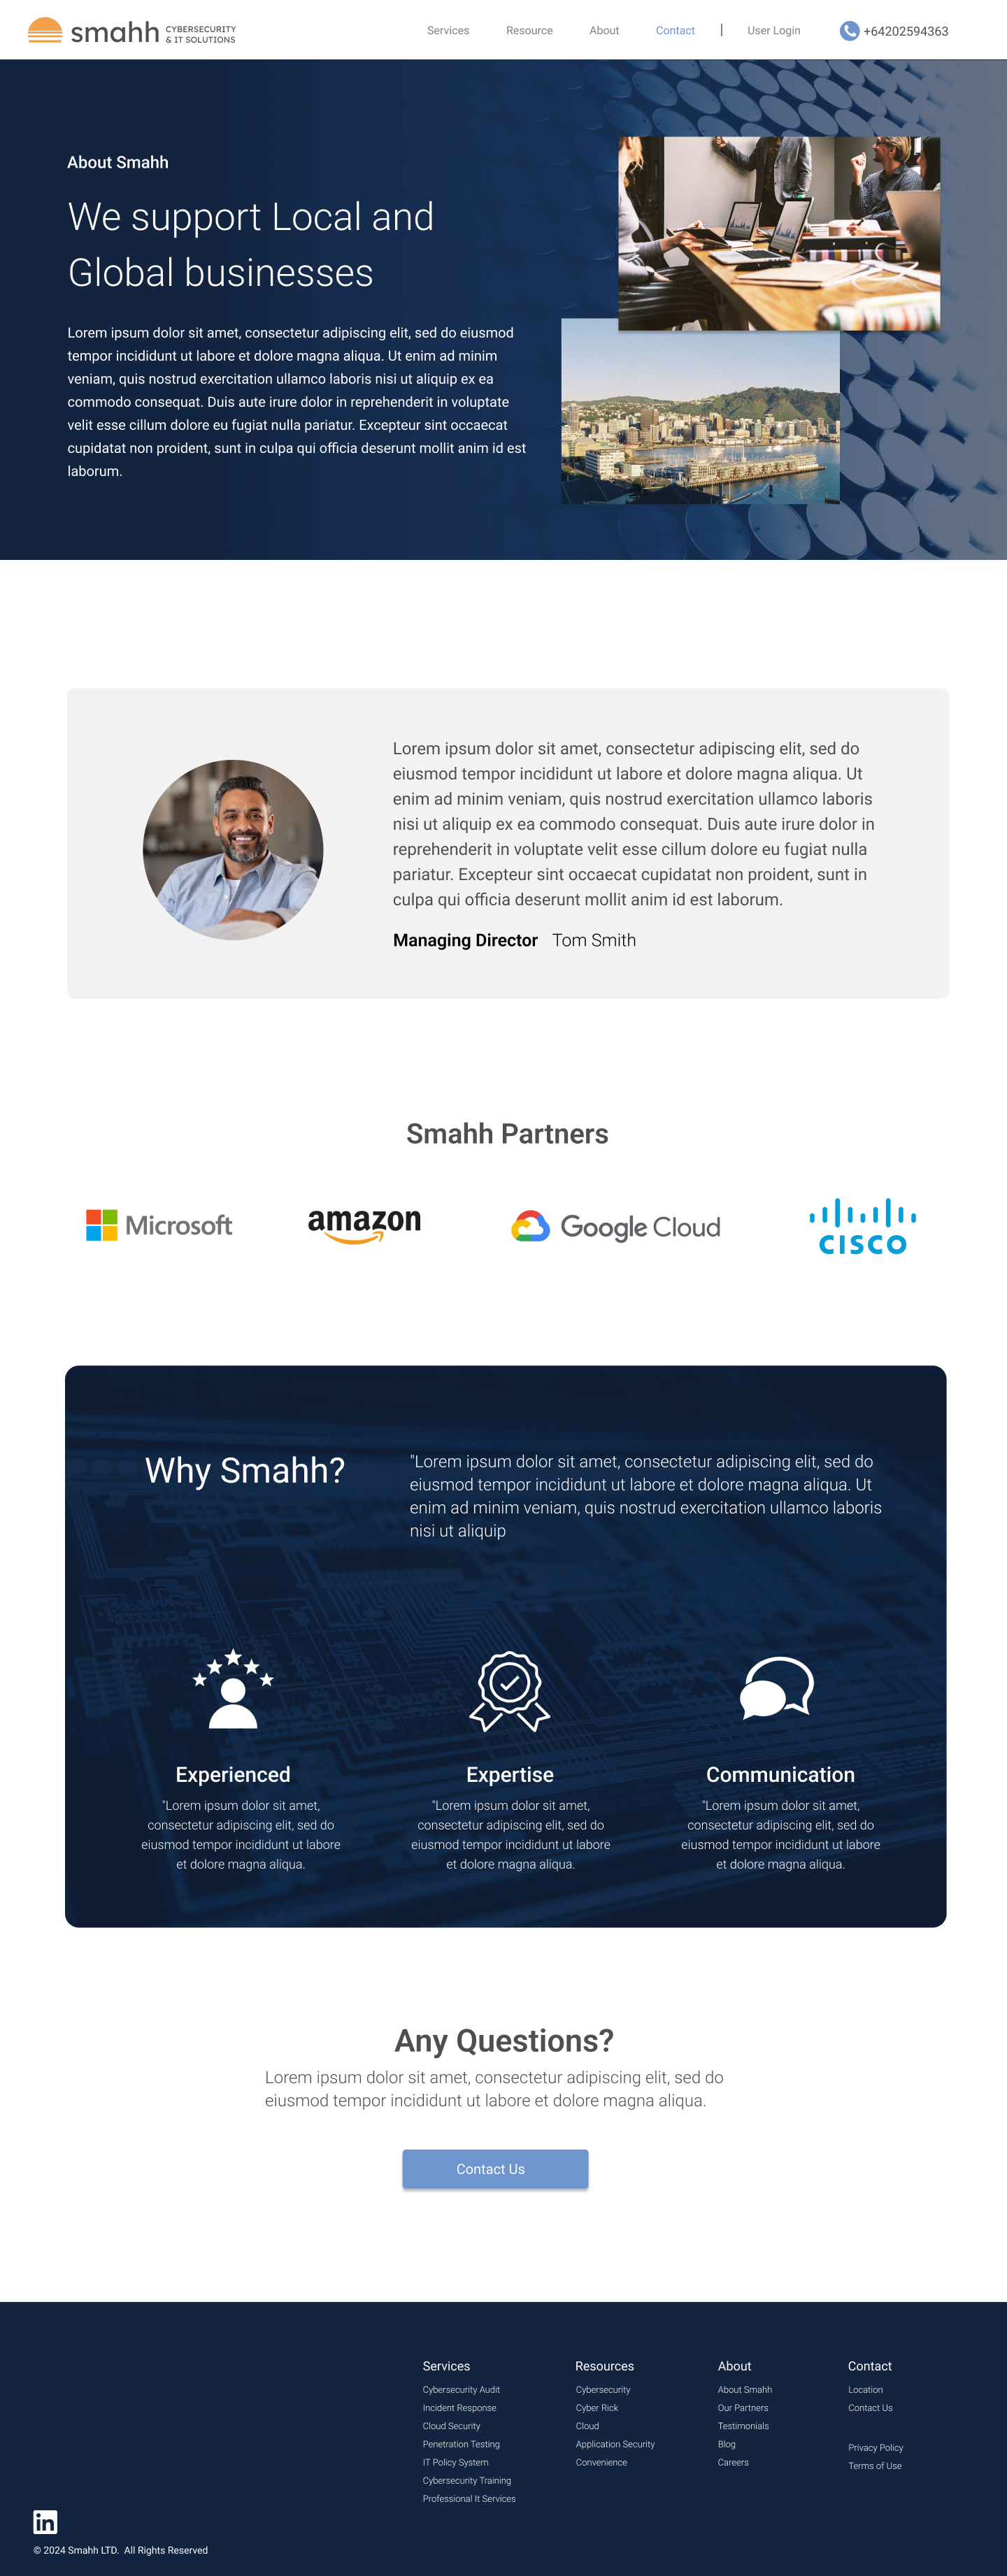 smahh CYBERSECURITY
& IT SOLUTIONS
Services Resource About Contact | User Login +64202594363
About Smahh
We support Local and
Global businesses
Lorem ipsum dolor sit amet, consectetur adipiscing elit, sed do eiusmod
tempor incididunt ut labore et dolore magna aliqua. Ut enim ad minim
veniam, quis nostrud exercitation ullamco laboris nisi ut aliquip ex ea
commodo consequat. Duis aute irure dolor in reprehenderit in voluptate
velit esse cillum dolore eu fugiat nulla pariatur. Excepteur sint occaecat
cupidatat non proident, sunt in culpa qui officia deserunt mollit anim id est
laborum.
Lorem ipsum dolor sit amet, consectetur adipiscing elit, sed do
eiusmod tempor incididunt ut labore et dolore magna aliqua. Ut
enim ad minim veniam, quis nostrud exercitation ullamco laboris
nisi ut aliquip ex ea commodo consequat. Duis aute irure dolor in
reprehenderit in voluptate velit esse cillum dolore eu fugiat nulla
pariatur. Excepteur sint occaecat cupidatat non proident, sunt in
culpa qui officia deserunt mollit anim id est laborum.
Managing Director Tom Smith
Smahh Partners
Microsoft amazon Google Cloud CISCO
Why Smahh?
"Lorem ipsum dolor sit amet, consectetur adipiscing elit, sed do
eiusmod tempor incididunt ut labore et dolore magna aliqua. Ut
enim ad minim veniam, quis nostrud exercitation ullamco laboris
nisi ut aliquip
Experienced
"Lorem ipsum dolor sit amet,
consectetur adipiscing elit, sed do
eiusmod tempor incididunt ut labore
et dolore magna aliqua.
Expertise
"Lorem ipsum dolor sit amet,
consectetur adipiscing elit, sed do
eiusmod tempor incididunt ut labore
et dolore magna aliqua.
Communication
"Lorem ipsum dolor sit amet,
consectetur adipiscing elit, sed do
eiusmod tempor incididunt ut labore
et dolore magna aliqua.
Any Questions?
Lorem ipsum dolor sit amet, consectetur adipiscing elit, sed do
eiusmod tempor incididunt ut labore et dolore magna aliqua.
Contact Us
Services
Cybersecurity Audit
Incident Response
Cloud Security
Penetration Testing
IT Policy System
Cybersecurity Training
Professional It Services
Resources
Cybersecurity
Cyber Rick
Cloud
Application Security
Convenience
About
About Smahh
Our Partners
Testimonials
Blog
Careers
Contact
Location
Contact Us
Privacy Policy
Terms of Use
in
© 2024 Smahh LTD. All Rights Reserved